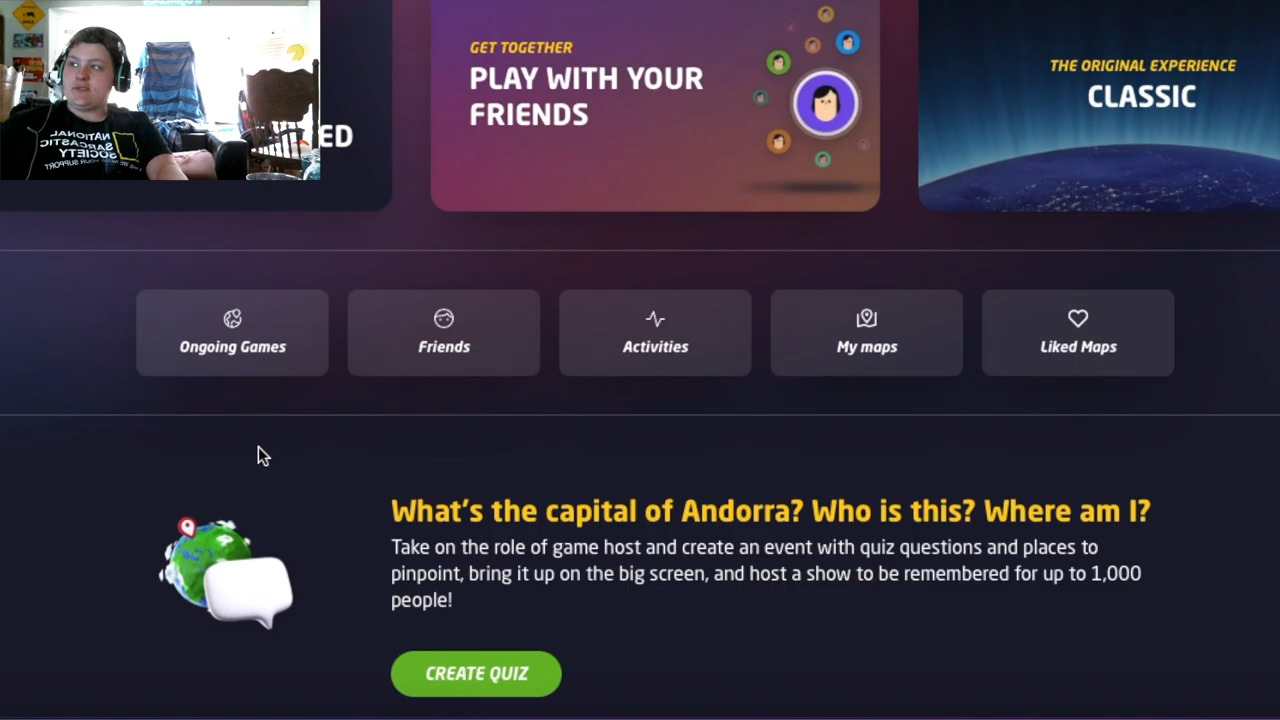 NATIONAL
SARCASTIC
SOCIETY
ED
GET TOGETHER
PLAY WITH YOUR
FRIENDS
THE ORIGINAL EXPERIENCE
CLASSIC
Ongoing Games
Friends
Activities
My maps
Liked Maps
What's the capital of Andorra? Who is this? Where am I?
Take on the role of game host and create an event with quiz questions and places to
pinpoint, bring it up on the big screen, and host a show to be remembered for up to 1,000
people!
CREATE QUIZ